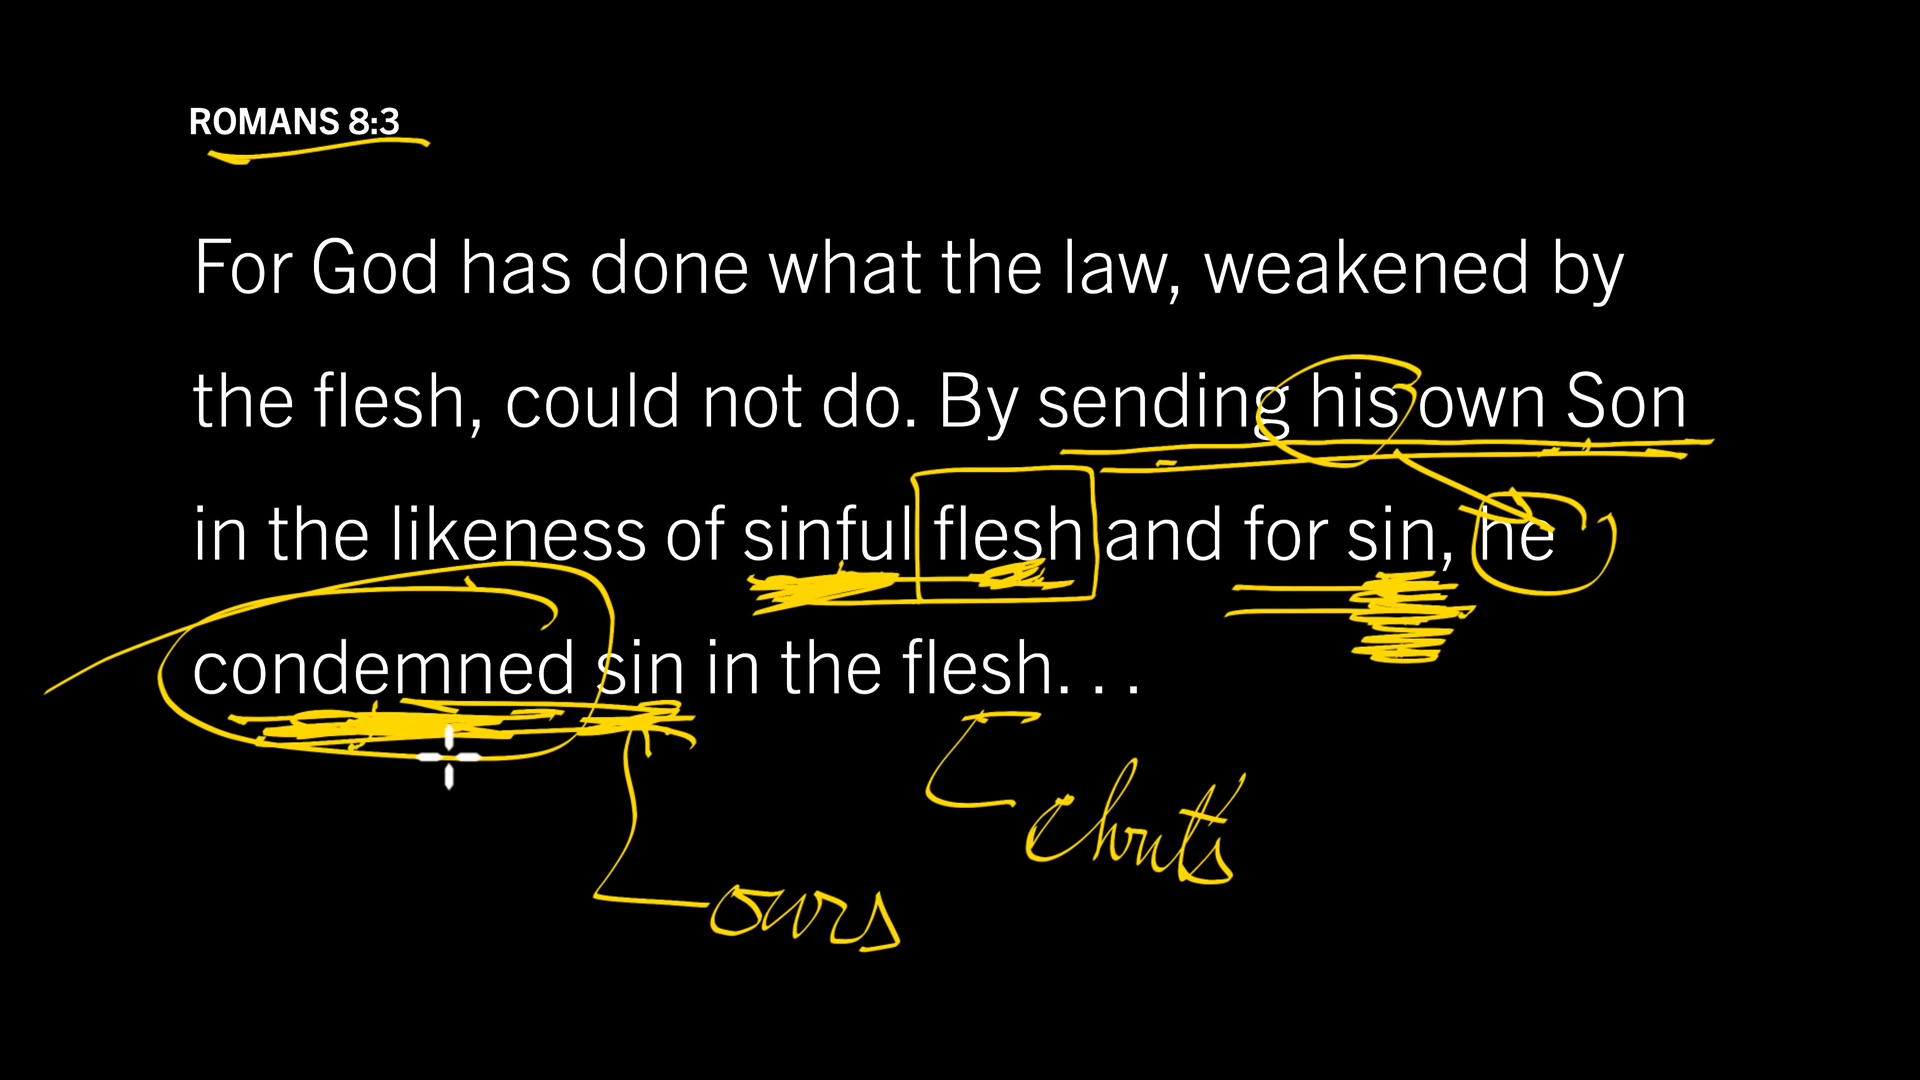 ROMANS 8:3
For God has done what the law, weakened by
the flesh, could not do. By sending his own Son
in the likeness of sinful flesh and for sin, he
condemned sin in the flesh. . .
Christ's
ours